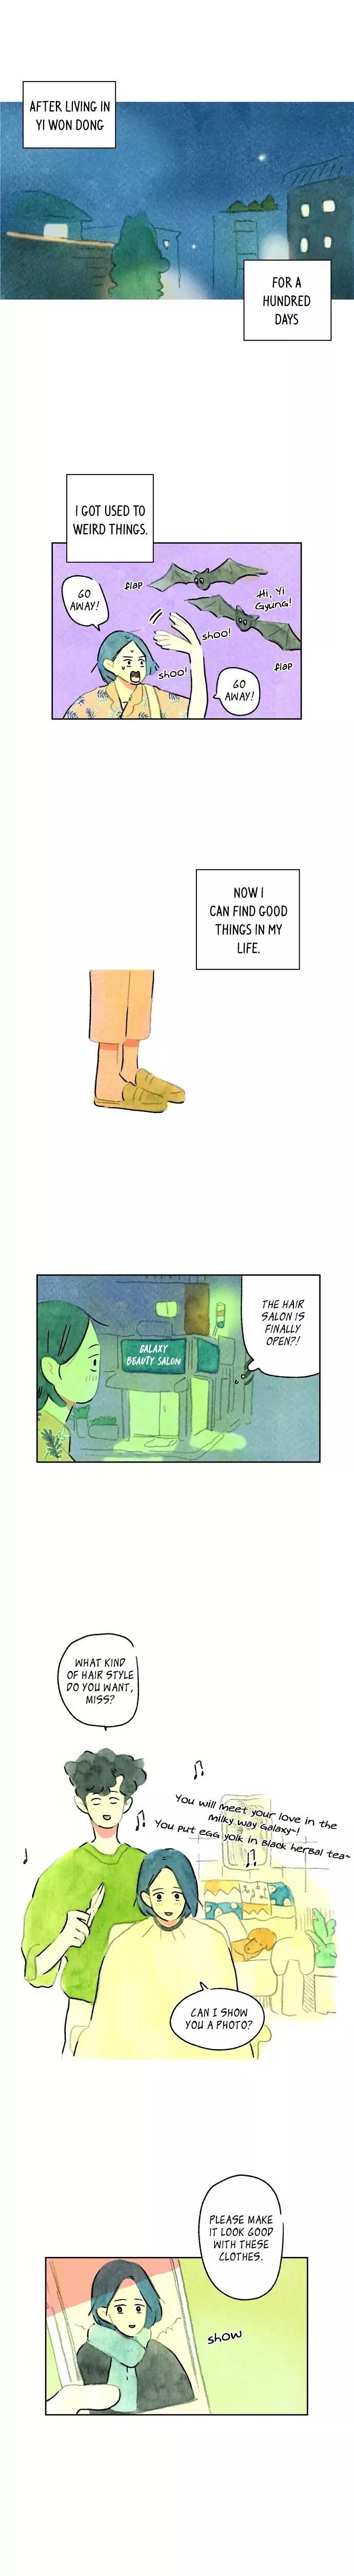 AFTER LIVING IN
YI WON DONG
FOR A
HUNDRED
DAYS
I GOT USED TO
WEIRD THINGS.
GO
AWAY!
flap
Hi, Yi
Gyung!
shoo!
shoo!
flap
GO
AWAY!
NOW I
CAN FIND GOOD
THINGS IN MY
LIFE.
THE HAIR
SALON IS
FINALLY
OPEN?!
GALAXY
BEAUTY SALON
WHAT KIND
OF HAIR STYLE
DO YOU WANT,
MISS?
You will meet your love in the
milky way galaxy~!
You put egg yolk in black herbal tea~
CAN I SHOW
YOU A PHOTO?
PLEASE MAKE
IT LOOK GOOD
WITH THESE
CLOTHES.
show